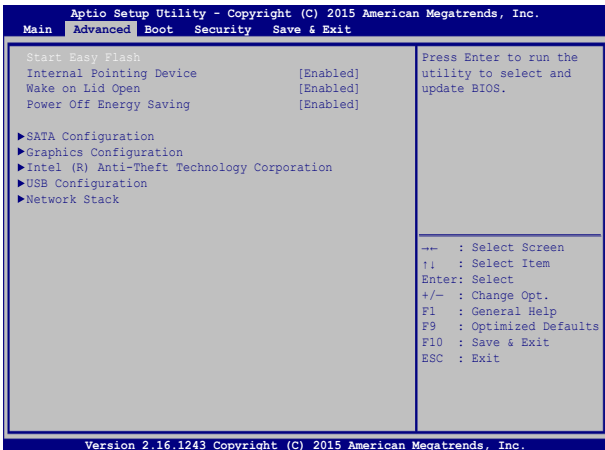 Aptio Setup Utility - Copyright (C) 2015 American Megatrends, Inc.
Main Advanced Boot Security Save & Exit
Start Easy Flash
Internal Pointing Device [Enabled]
Wake on Lid Open [Enabled]
Power Off Energy Saving [Enabled]
▶SATA Configuration
▶Graphics Configuration
▶Intel (R) Anti-Theft Technology Corporation
▶USB Configuration
▶Network Stack
Press Enter to run the
utility to select and
update BIOS.
→← : Select Screen
↑↓ : Select Item
Enter: Select
+/— : Change Opt.
F1 : General Help
F9 : Optimized Defaults
F10 : Save & Exit
ESC : Exit
Version 2.16.1243 Copyright (C) 2015 American Megatrends, Inc.